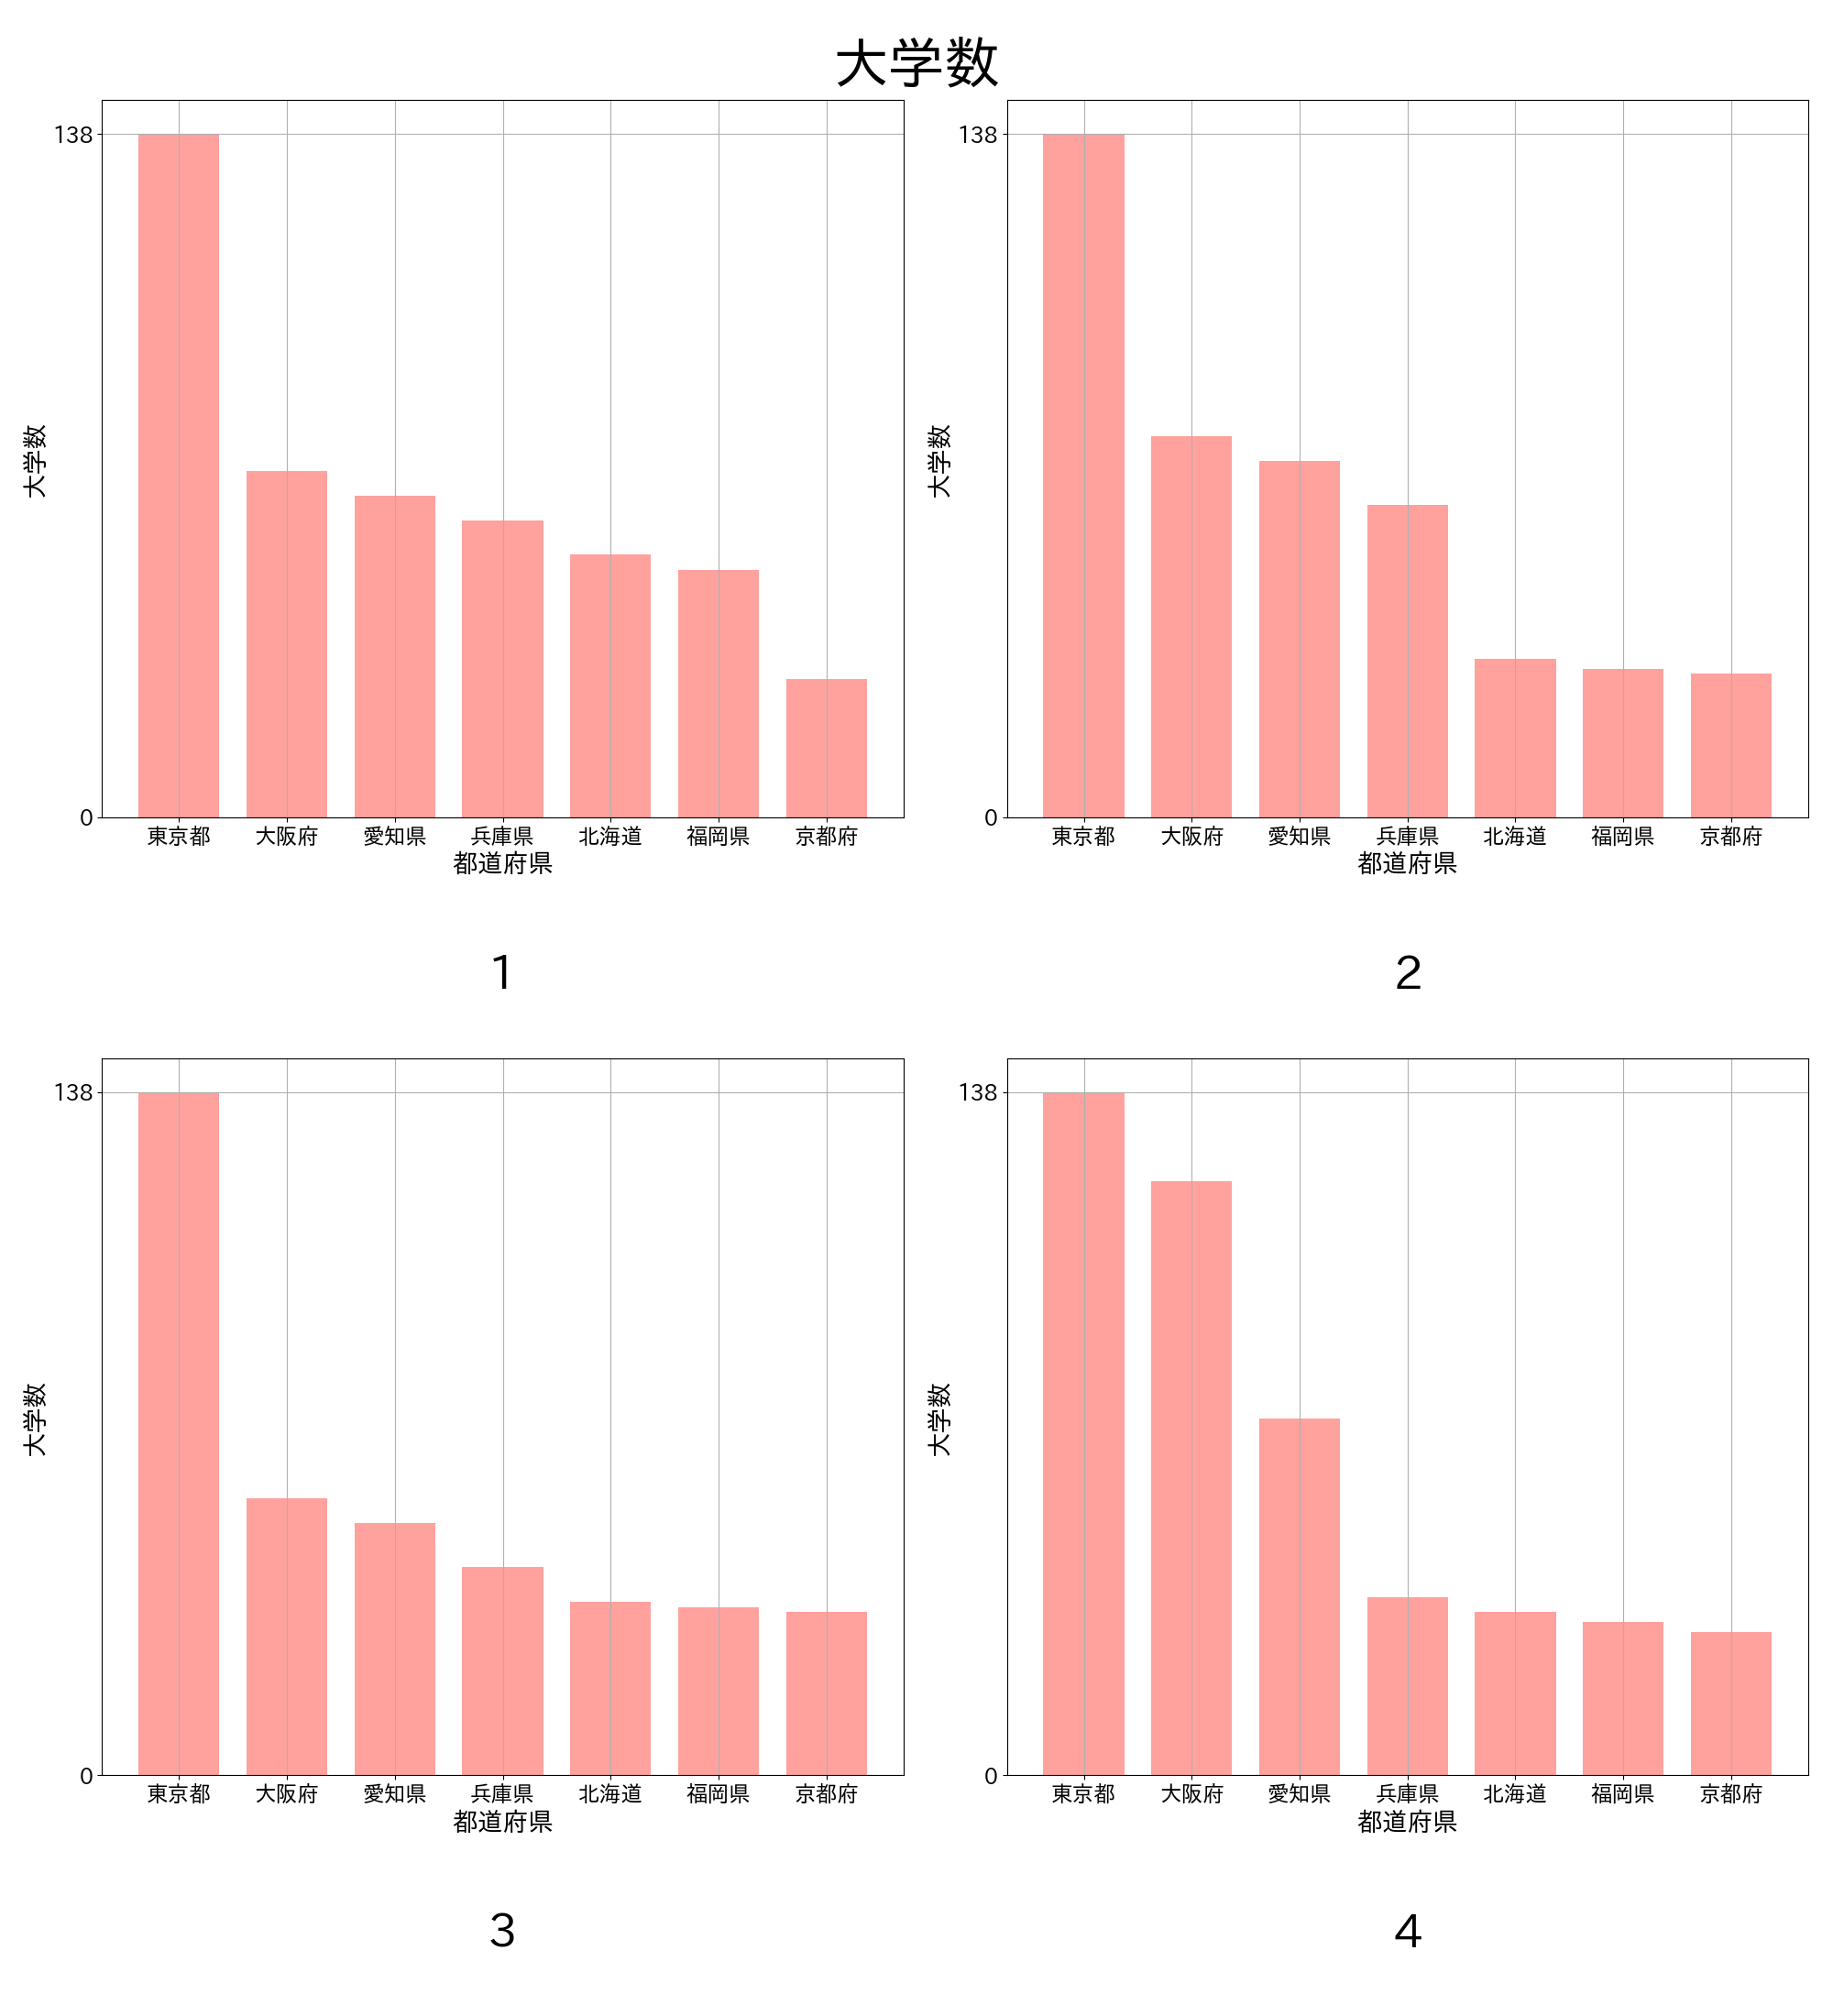 大学数
138
0
大学数
東京都 大阪府 愛知県 兵庫県 北海道 福岡県 京都府
都道府県
1
138
0
大学数
東京都 大阪府 愛知県 兵庫県 北海道 福岡県 京都府
都道府県
2
138
0
大学数
東京都 大阪府 愛知県 兵庫県 北海道 福岡県 京都府
都道府県
3
138
0
大学数
東京都 大阪府 愛知県 兵庫県 北海道 福岡県 京都府
都道府県
4